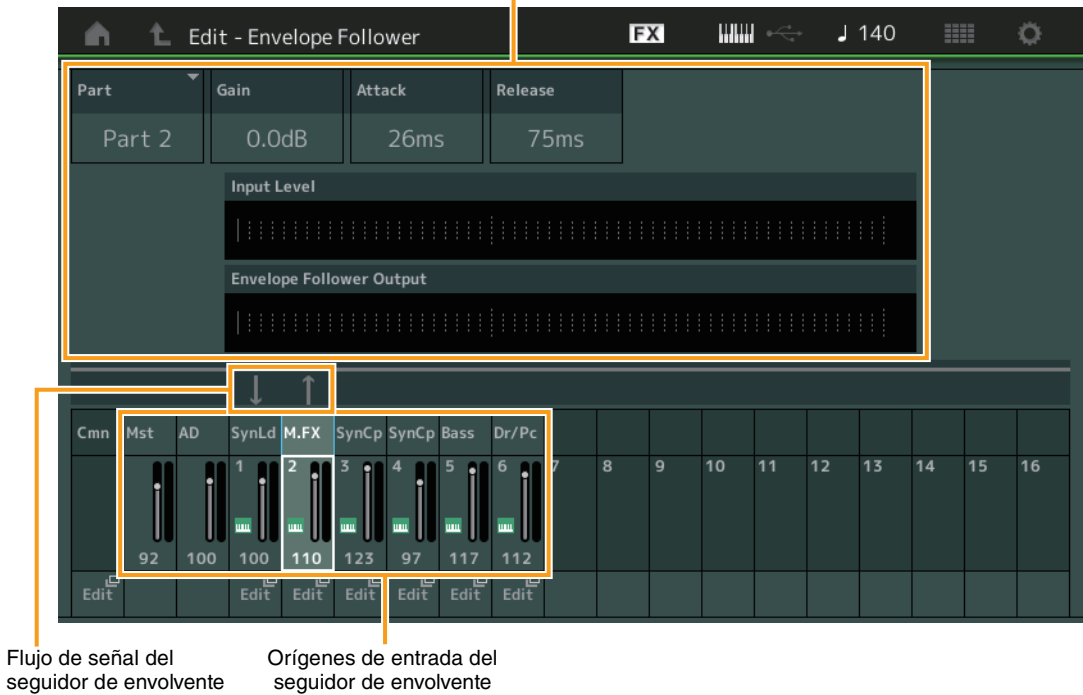 Edit - Envelope Follower FX 140
Part Gain Attack Release
Part 2 0.0dB 26ms 75ms
Input Level
Envelope Follower Output
↓ ↑
Cmn Mst AD SynLd M.FX SynCp SynCp Bass Dr/Pc
1 2 3 4 5 6 7 8 9 10 11 12 13 14 15 16
92 100 100 110 123 97 117 112
Edit Edit Edit Edit Edit Edit Edit
Flujo de señal del
seguidor de envolvente
Orígenes de entrada del
seguidor de envolvente